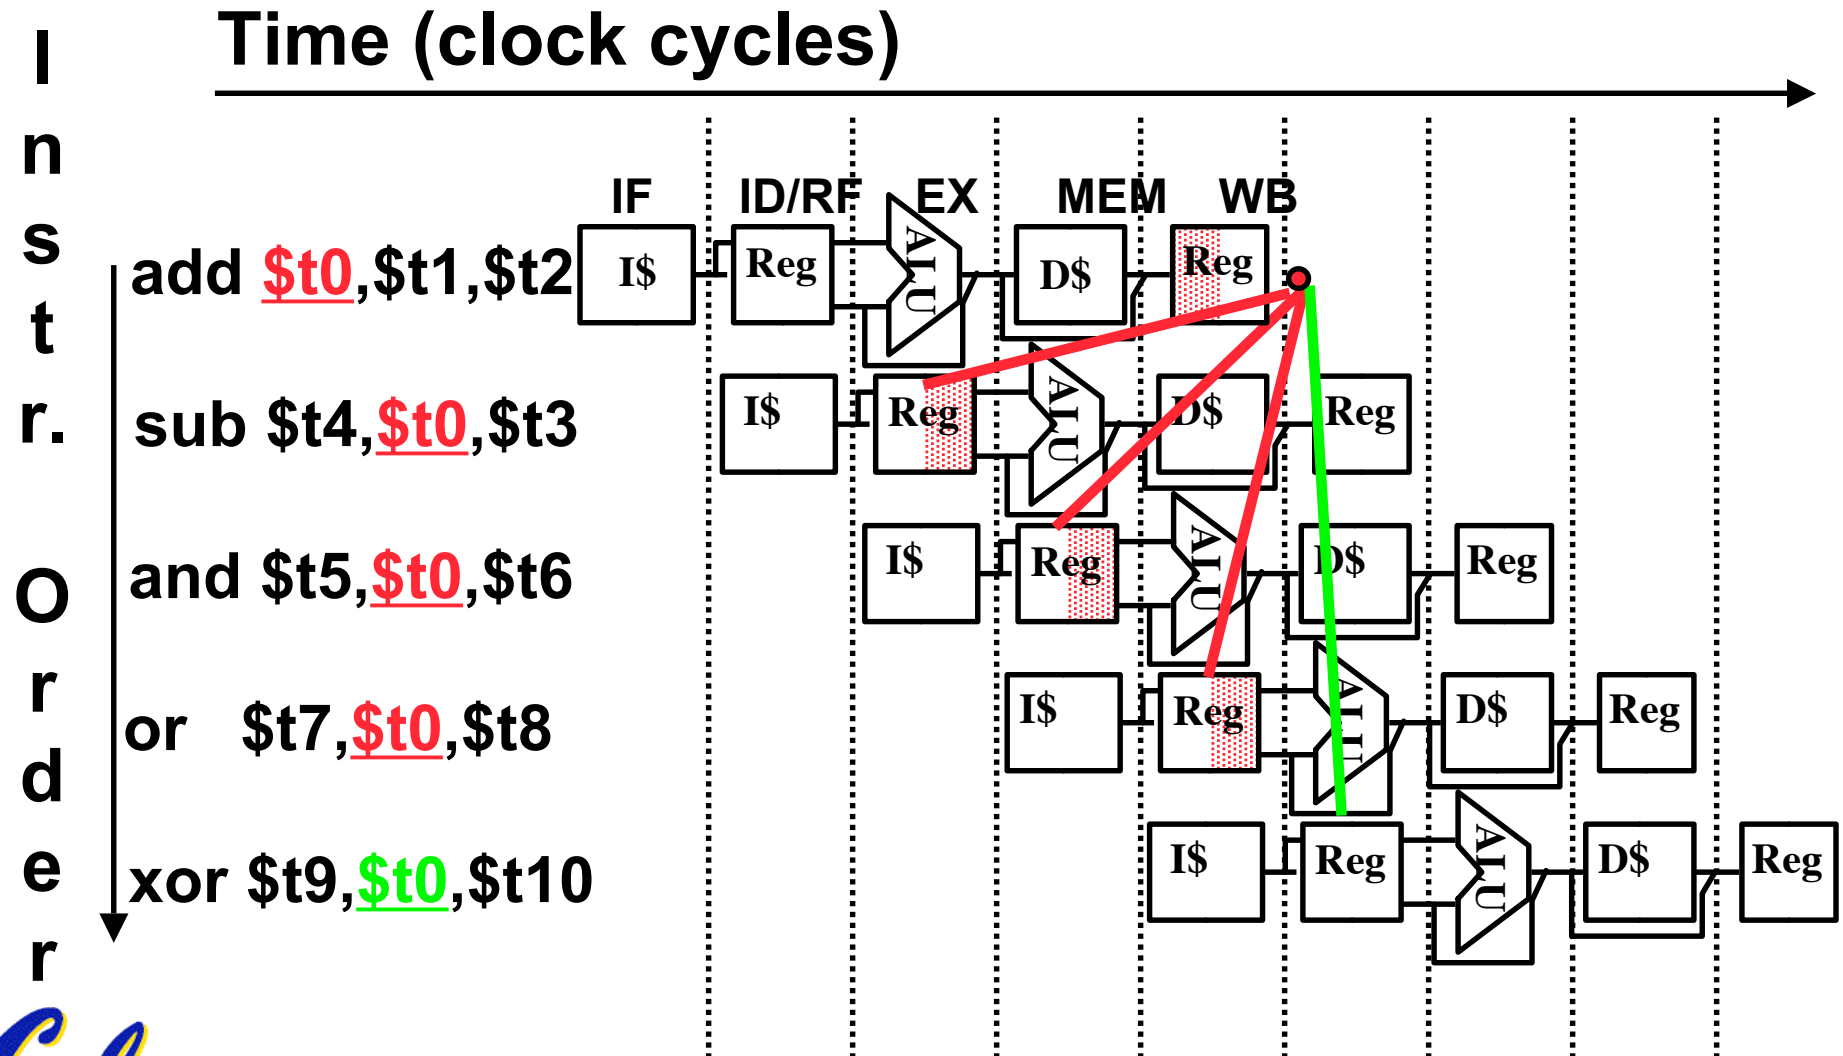 Time (clock cycles)
Instr. Order
IF ID/RF EX MEM WB
add $t0,$t1,$t2 I$ Reg ALU D$ Reg
sub $t4,$t0,$t3 I$ Reg ALU D$ Reg
and $t5,$t0,$t6 I$ Reg ALU D$ Reg
or $t7,$t0,$t8 I$ Reg ALU D$ Reg
xor $t9,$t0,$t10 I$ Reg ALU D$ Reg